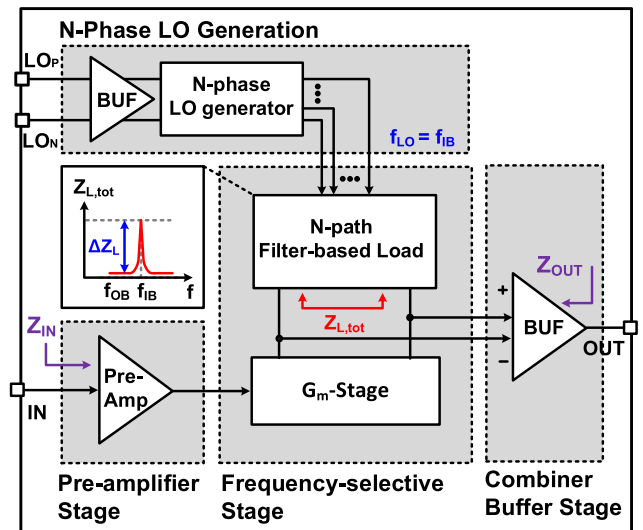 N-Phase LO Generation
LOP
LON
BUF
N-phase
LO generator
fLO = fIB
ZL,tot
ΔZL
fOB fIB f
N-path
Filter-based Load
ZL,tot
ZIN
IN
Pre-
Amp
Gm-Stage
+
−
BUF
ZOUT
OUT
Pre-amplifier
Stage
Frequency-selective
Stage
Combiner
Buffer Stage